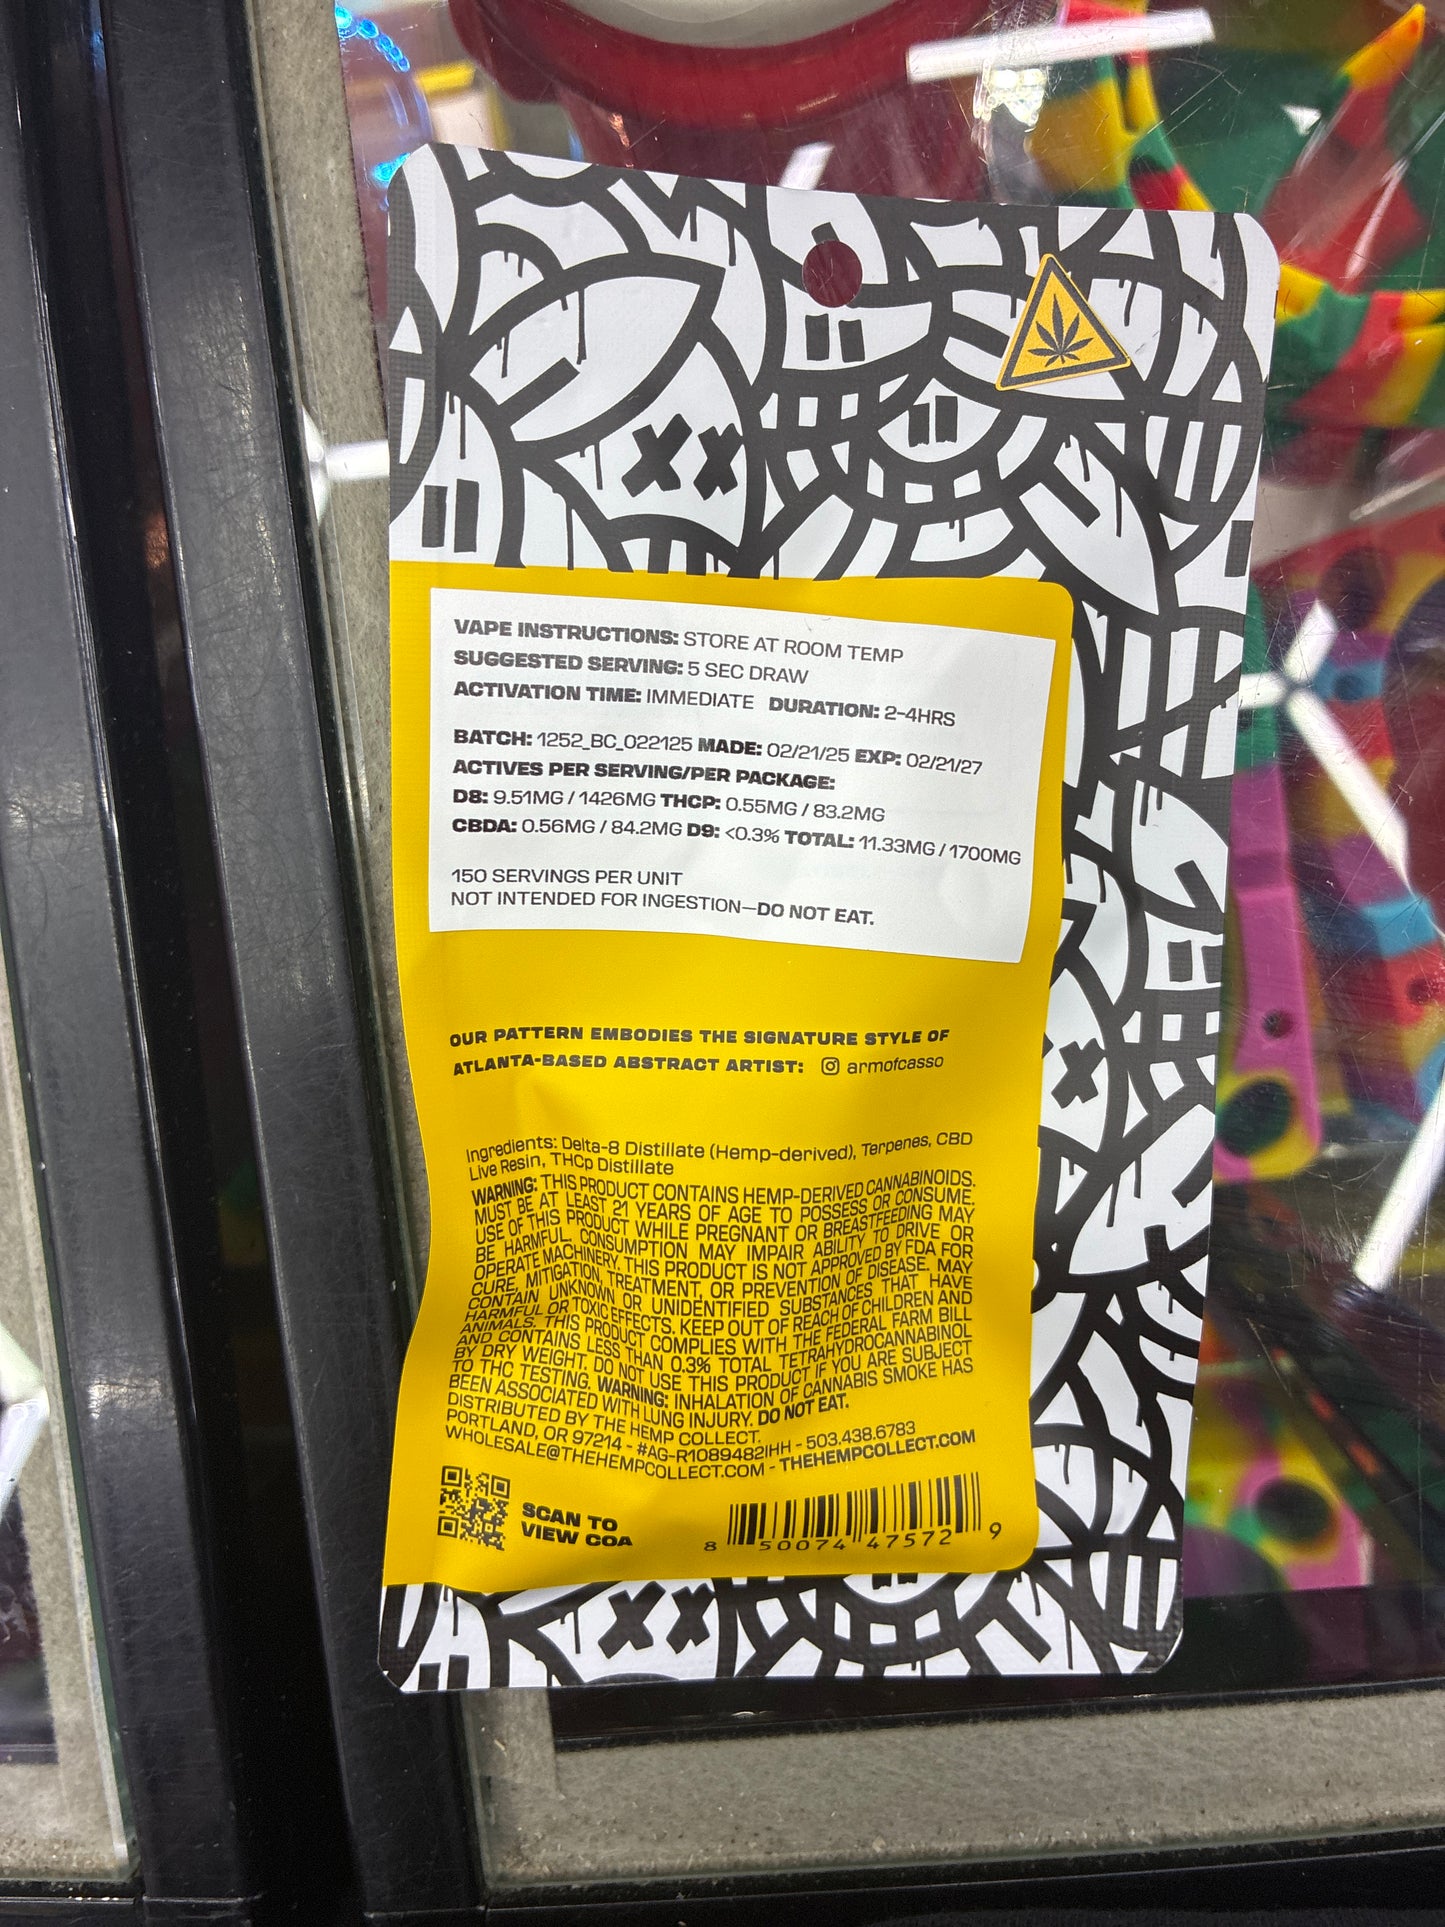 VAPE INSTRUCTIONS: STORE AT ROOM TEMP
SUGGESTED SERVING: 5 SEC DRAW
ACTIVATION TIME: IMMEDIATE DURATION: 2-4HRS
BATCH: 1252_BC_022125 MADE: 02/21/25 EXP: 02/21/27
ACTIVES PER SERVING/PER PACKAGE:
D8: 9.51MG / 1426MG THCP: 0.55MG / 83.2MG
CBDA: 0.56MG / 84.2MG D9: <0.3% TOTAL: 11.33MG / 1700MG
150 SERVINGS PER UNIT
NOT INTENDED FOR INGESTION—DO NOT EAT.
OUR PATTERN EMBODIES THE SIGNATURE STYLE OF
ATLANTA-BASED ABSTRACT ARTIST: armofcasso
Ingredients: Delta-8 Distillate (Hemp-derived), Terpenes, CBD
Live Resin, THCp Distillate
WARNING: THIS PRODUCT CONTAINS HEMP-DERIVED CANNABINOIDS.
MUST BE AT LEAST 21 YEARS OF AGE TO POSSESS OR CONSUME.
USE OF THIS PRODUCT WHILE PREGNANT OR BREASTFEEDING MAY
BE HARMFUL. CONSUMPTION MAY IMPAIR ABILITY TO DRIVE OR
OPERATE MACHINERY. THIS PRODUCT IS NOT APPROVED BY FDA FOR
CURE, MITIGATION, TREATMENT, OR PREVENTION OF DISEASE. MAY
CONTAIN UNKNOWN OR UNIDENTIFIED SUBSTANCES THAT HAVE
HARMFUL OR TOXIC EFFECTS. KEEP OUT OF REACH OF CHILDREN AND
ANIMALS. THIS PRODUCT COMPLIES WITH THE FEDERAL FARM BILL
AND CONTAINS LESS THAN 0.3% TOTAL TETRAHYDROCANNABINOL
BY DRY WEIGHT. DO NOT USE THIS PRODUCT IF YOU ARE SUBJECT
TO THC TESTING. WARNING: INHALATION OF CANNABIS SMOKE HAS
BEEN ASSOCIATED WITH LUNG INJURY. DO NOT EAT.
DISTRIBUTED BY THE HEMP COLLECT.
PORTLAND, OR 97214 - #AG-R1089482IHH - 503.438.6783
WHOLESALE@THEHEMPCOLLECT.COM - THEHEMPCOLLECT.COM
SCAN TO
VIEW COA
8 50074 47572 9